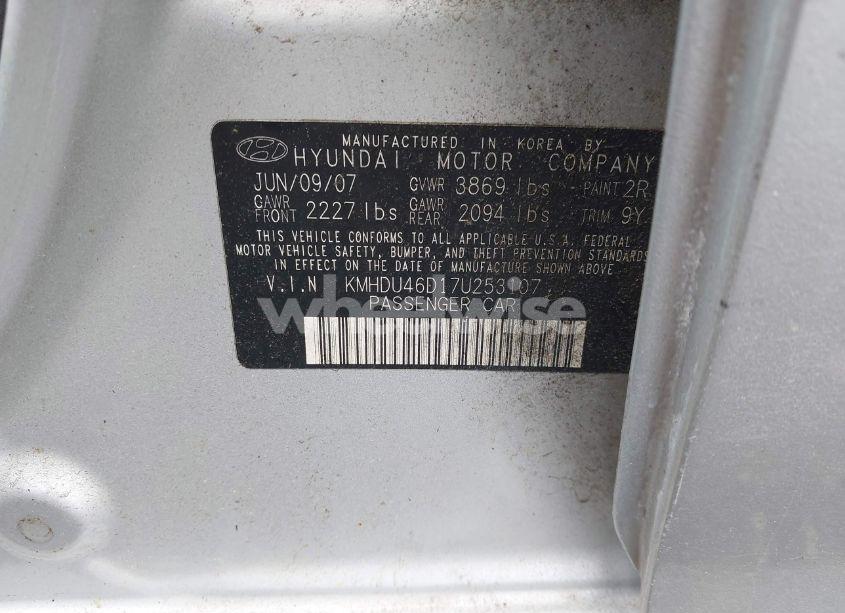 MANUFACTURED IN KOREA BY
HYUNDAI MOTOR COMPANY
JUN/09/07 GVWR 3869 lbs PAINT 2R
GAWR FRONT 2227 lbs GAWR REAR 2094 lbs TRIM 9Y
THIS VEHICLE CONFORMS TO ALL APPLICABLE U.S.A. FEDERAL
MOTOR VEHICLE SAFETY, BUMPER, AND THEFT PREVENTION STANDARDS
IN EFFECT ON THE DATE OF MANUFACTURE SHOWN ABOVE
V.I.N
PASSENGER CAR
wheelwise